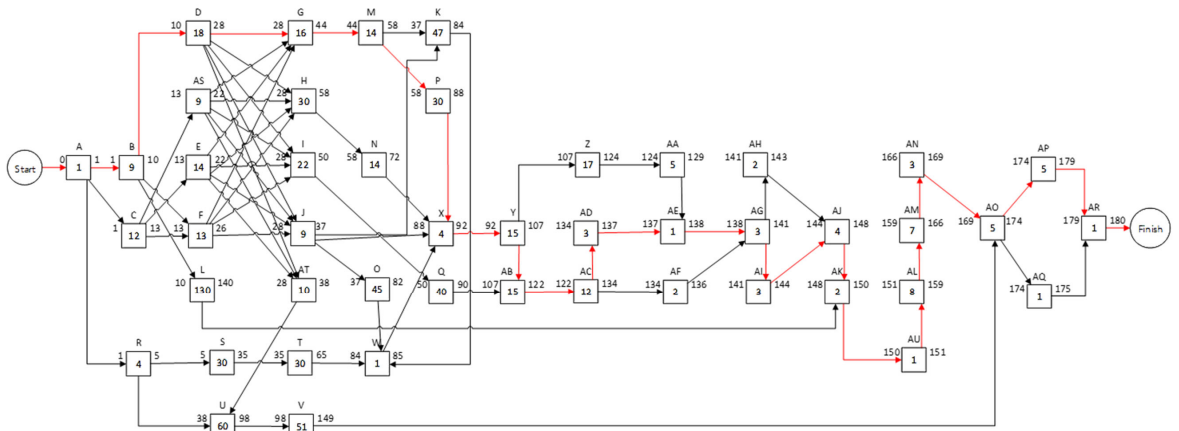 D G M K
10 28 28 44 44 58 37 84
18 16 14 47
AS H P
13 22 28 58 58 88
9 30 30
A B E I N Z AA AH AN AP
0 1 1 10 13 22 28 50 58 72 107 124 124 129 141 143 166 169 174 179
Start 1 9 14 22 14 17 5 2 3 5
C F J X Y AD AE AG AJ AM AO AR
1 13 13 26 37 88 92 92 107 134 137 137 138 138 141 144 148 159 166 169 174 179 180
12 13 9 4 15 3 1 3 4 7 5 1 Finish
L AT O Q AB AC AF AI AK AL AQ
10 140 28 38 37 82 50 90 107 122 122 134 134 136 141 144 148 150 151 159 174 175
130 10 45 40 15 12 2 3 2 8 1
R S T W AU
1 5 5 35 35 65 84 85 150 151
4 30 30 1 1
U V
38 98 98 149
60 51